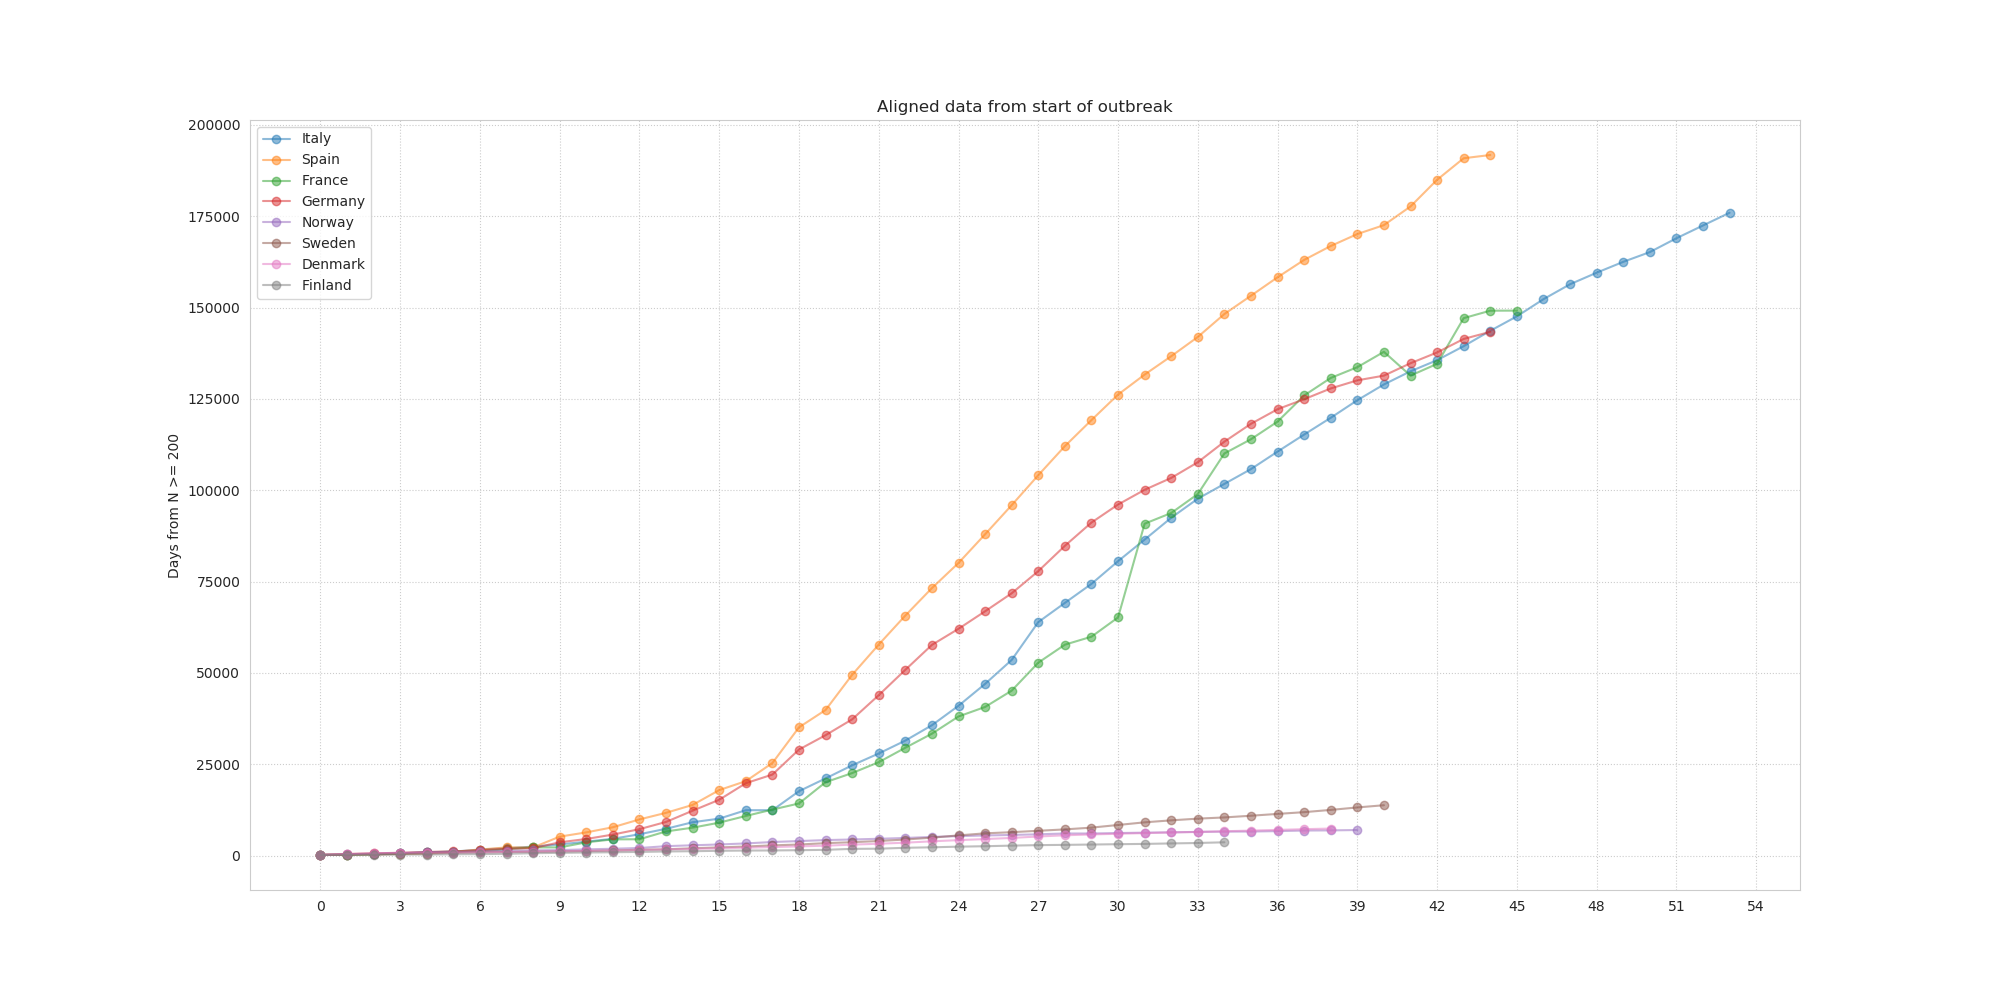 Aligned data from start of outbreak
200000
175000
150000
125000
100000
75000
50000
25000
0
Days from N >= 200
Italy
Spain
France
Germany
Norway
Sweden
Denmark
Finland
0 3 6 9 12 15 18 21 24 27 30 33 36 39 42 45 48 51 54